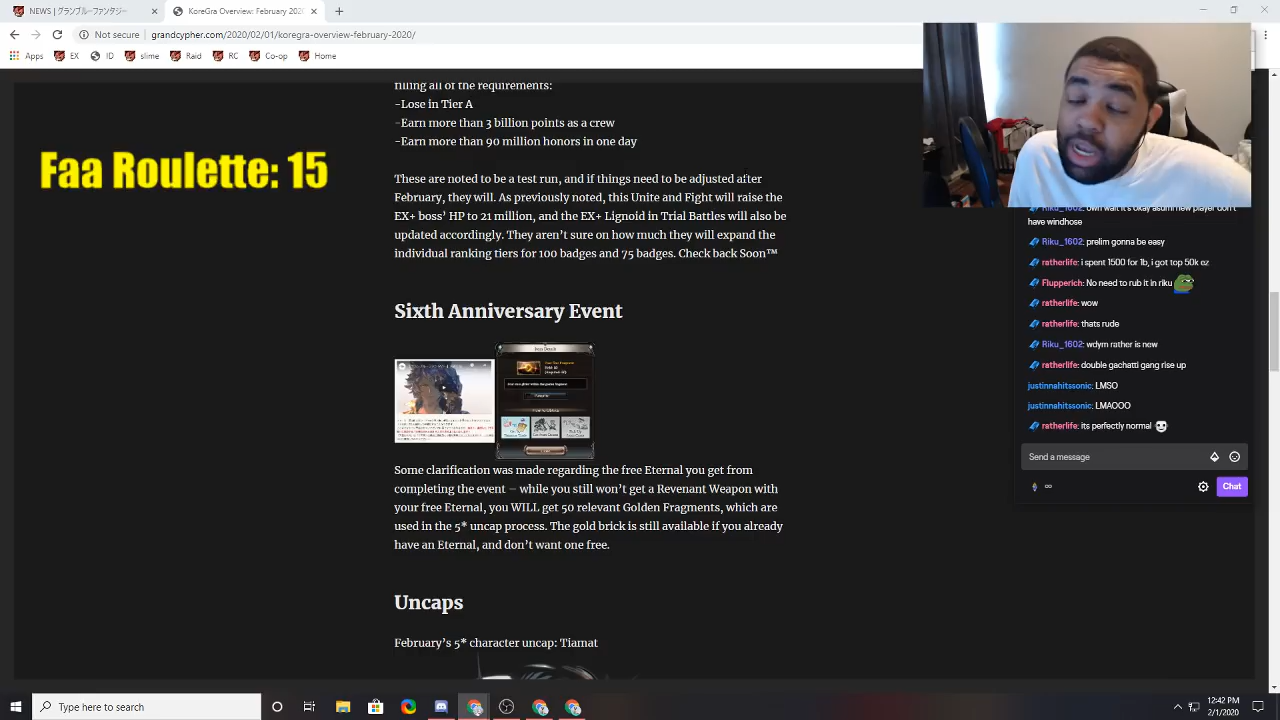 NEWS | グランブルーファンタジー
KoreGra Overview: February 202
Not secure
grandcypher.com/2020/02/01/koregra-overview-february-2020/
Apps
EX
ID
slime
Raid
RC
Co-op
Home
Faa Roulette: 15
filling all of the requirements:
-Lose in Tier A
-Earn more than 3 billion points as a crew
-Earn more than 90 million honors in one day
These are noted to be a test run, and if things need to be adjusted after
February, they will. As previously noted, this Unite and Fight will raise the
EX+ boss’ HP to 21 million, and the EX+ Lignoid in Trial Battles will also be
updated accordingly. They aren’t sure on how much they will expand the
individual ranking tiers for 100 badges and 75 badges. Check back Soon™
Sixth Anniversary Event
Some clarification was made regarding the free Eternal you get from
completing the event – while you still won’t get a Revenant Weapon with
your free Eternal, you WILL get 50 relevant Golden Fragments, which are
used in the 5* uncap process. The gold brick is still available if you already
have an Eternal, and don’t want one free.
Uncaps
February’s 5* character uncap: Tiamat
Riku_1602: own wait it's okay asumi new player don't
have windhose
Riku_1602: prelim gonna be easy
ratherlife: i spent 1500 for 1b, i got top 50k ez
Flupperich: No need to rub it in riku
ratherlife: wow
ratherlife: thats rude
Riku_1602: wdym rather is new
ratherlife: double gachatti gang rise up
justinnahitssonic: LMSO
justinnahitssonic: LMAOOO
ratherlife: its game normal
Send a message
Chat
Type here to search
12:42 PM
2/1/2020